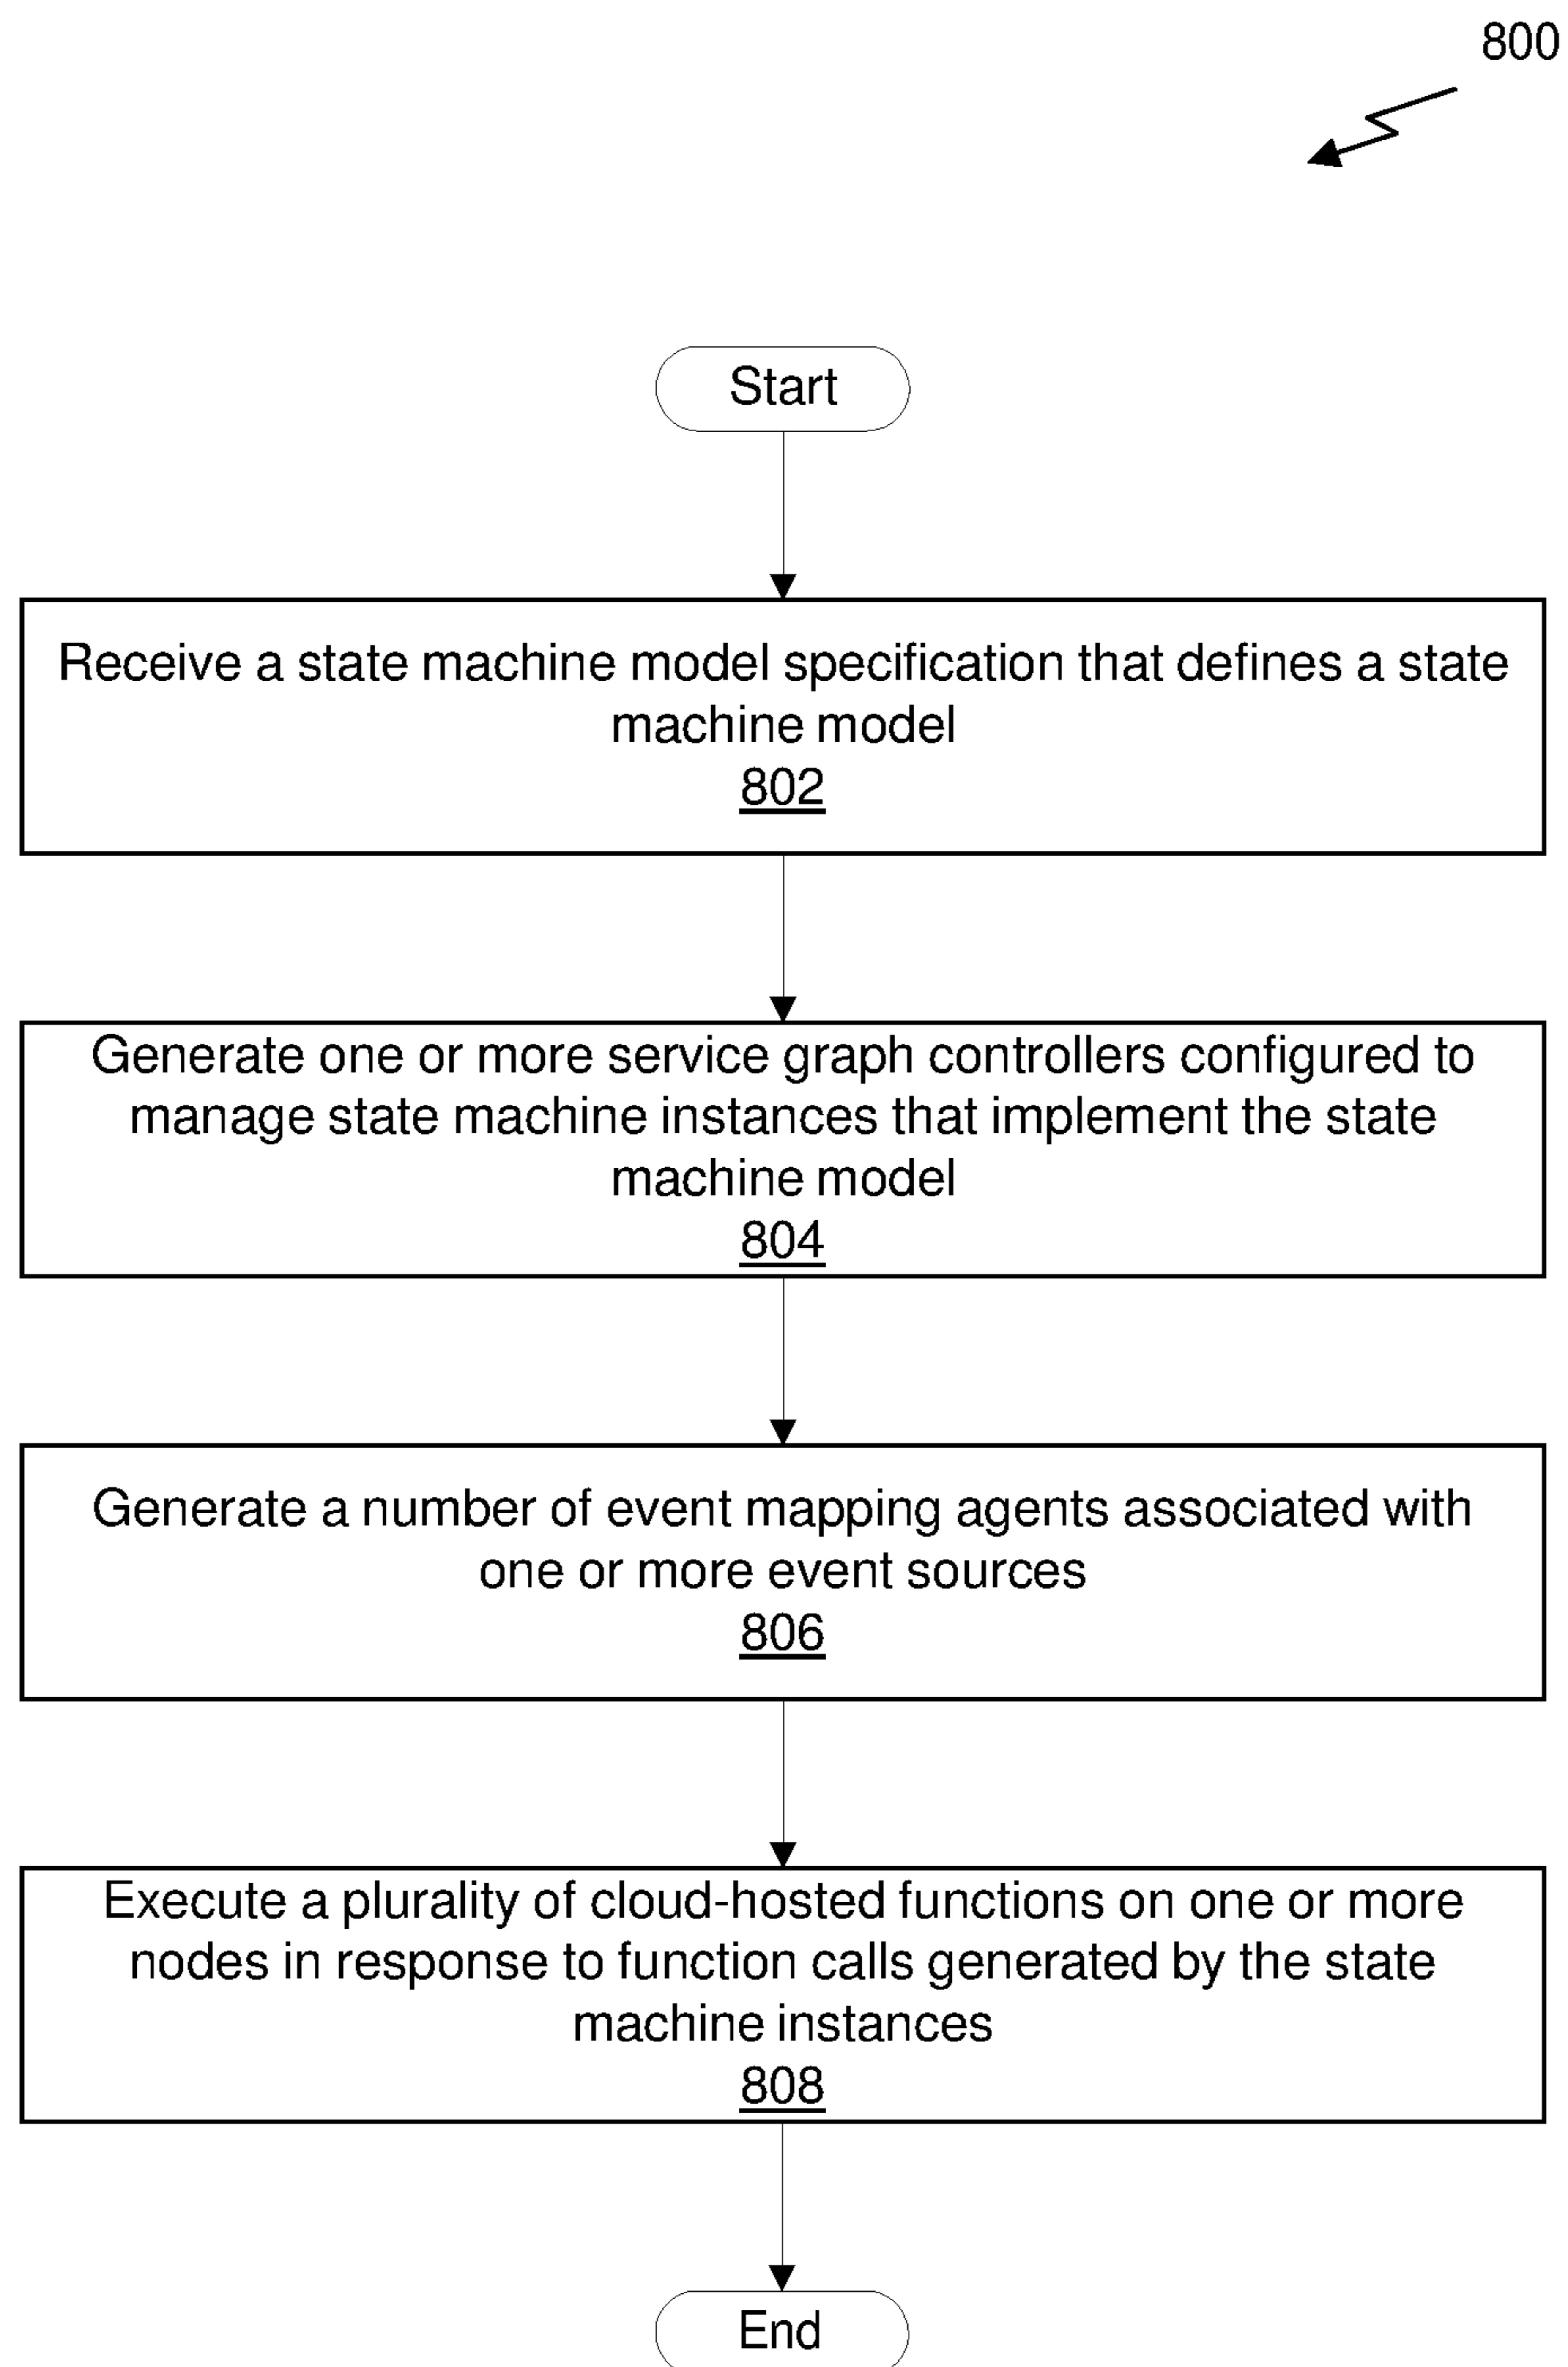 800
Start
Receive a state machine model specification that defines a state
machine model
802
Generate one or more service graph controllers configured to
manage state machine instances that implement the state
machine model
804
Generate a number of event mapping agents associated with
one or more event sources
806
Execute a plurality of cloud-hosted functions on one or more
nodes in response to function calls generated by the state
machine instances
808
End